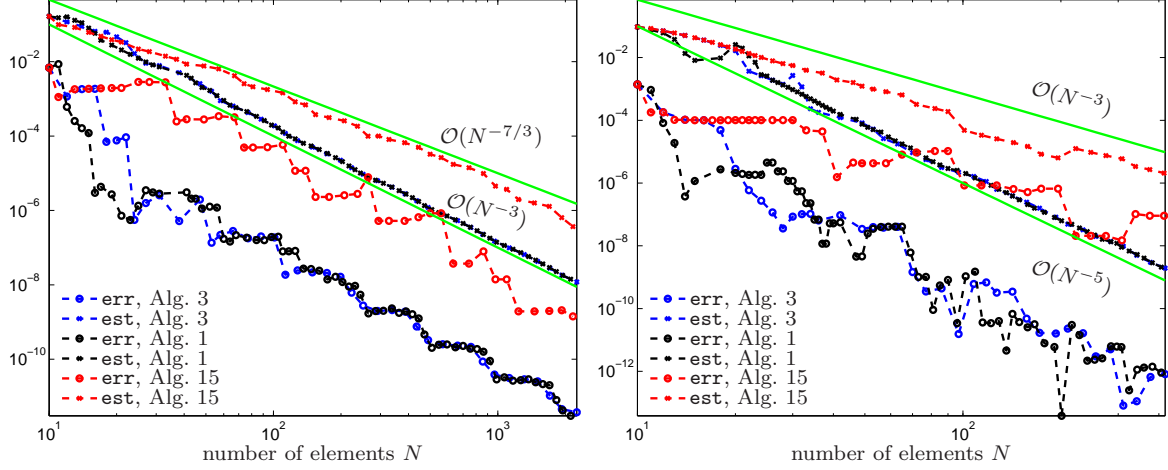 10^{-2}
10^{-4}
10^{-6}
10^{-8}
10^{-10}
O(N^{-7/3})
O(N^{-3})
err, Alg. 3
est, Alg. 3
err, Alg. 1
est, Alg. 1
err, Alg. 15
est, Alg. 15
10^1
10^2
10^3
number of elements N
10^{-2}
10^{-4}
10^{-6}
10^{-8}
10^{-10}
10^{-12}
O(N^{-3})
O(N^{-5})
err, Alg. 3
est, Alg. 3
err, Alg. 1
est, Alg. 1
err, Alg. 15
est, Alg. 15
10^1
10^2
number of elements N